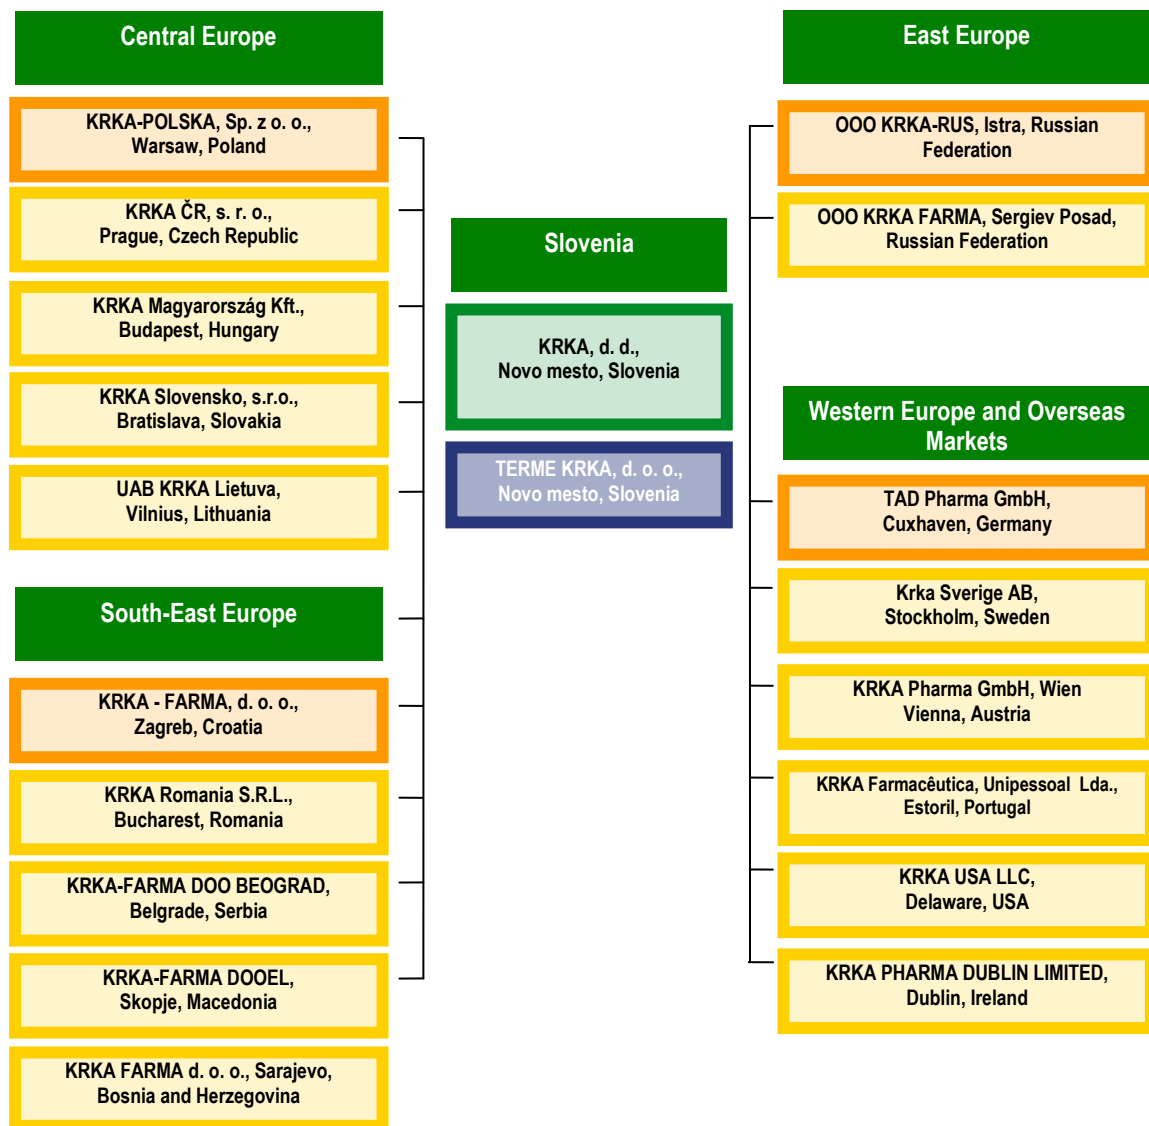 Central Europe
KRKA-POLSKA, Sp. z o. o.,
Warsaw, Poland
KRKA ČR, s. r. o.,
Prague, Czech Republic
KRKA Magyarország Kft.,
Budapest, Hungary
KRKA Slovensko, s.r.o.,
Bratislava, Slovakia
UAB KRKA Lietuva,
Vilnius, Lithuania
South-East Europe
KRKA - FARMA, d. o. o.,
Zagreb, Croatia
KRKA Romania S.R.L.,
Bucharest, Romania
KRKA-FARMA DOO BEOGRAD,
Belgrade, Serbia
KRKA-FARMA DOOEL,
Skopje, Macedonia
KRKA FARMA d. o. o., Sarajevo,
Bosnia and Herzegovina
Slovenia
KRKA, d. d.,
Novo mesto, Slovenia
TERME KRKA, d. o. o.,
Novo mesto, Slovenia
East Europe
OOO KRKA-RUS, Istra, Russian
Federation
OOO KRKA FARMA, Sergiev Posad,
Russian Federation
Western Europe and Overseas
Markets
TAD Pharma GmbH,
Cuxhaven, Germany
Krka Sverige AB,
Stockholm, Sweden
KRKA Pharma GmbH, Wien
Vienna, Austria
KRKA Farmacêutica, Unipessoal Lda.,
Estoril, Portugal
KRKA USA LLC,
Delaware, USA
KRKA PHARMA DUBLIN LIMITED,
Dublin, Ireland